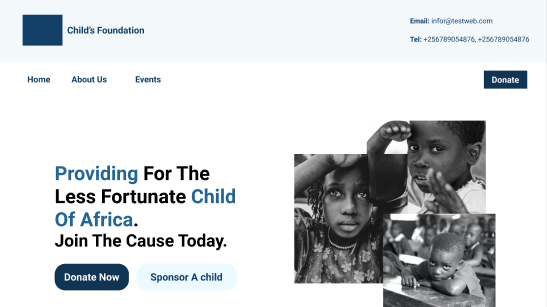 Child's Foundation
Email: infor@testweb.com
Tel: +256789054876, +256789054876
Home
About Us
Events
Donate
Providing For The
Less Fortunate Child
Of Africa.
Join The Cause Today.
Donate Now
Sponsor A child